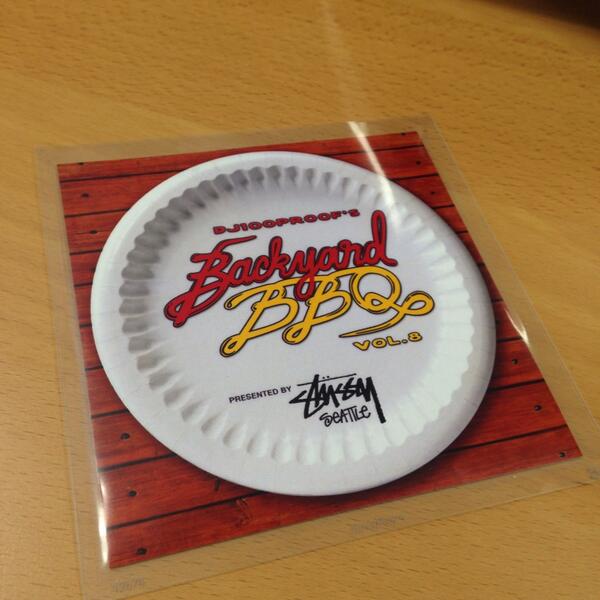 DJ100PROOF'S
Backyard
BBQ
VOL.8
PRESENTED BY STÜSSY
SEATTLE